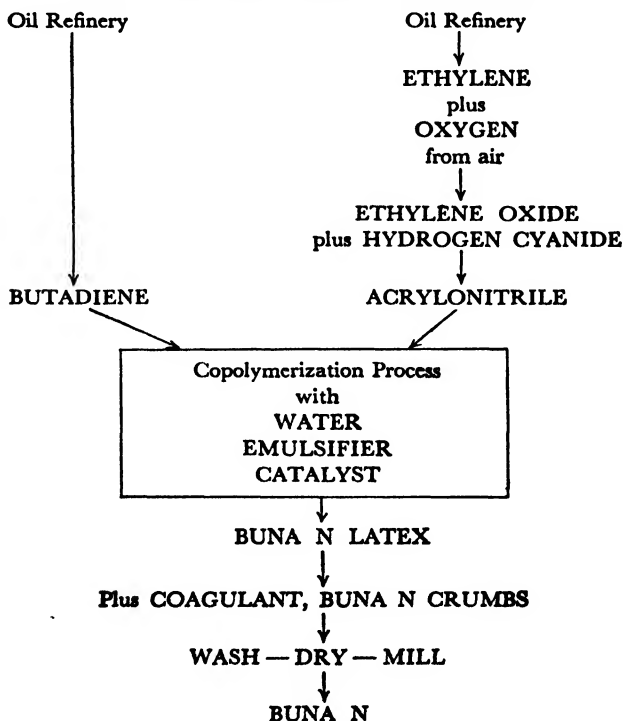 Oil Refinery
Oil Refinery
ETHYLENE
plus
OXYGEN
from air
ETHYLENE OXIDE
plus HYDROGEN CYANIDE
BUTADIENE
ACRYLONITRILE
Copolymerization Process
with
WATER
EMULSIFIER
CATALYST
BUNA N LATEX
Plus COAGULANT, BUNA N CRUMBS
WASH — DRY — MILL
BUNA N